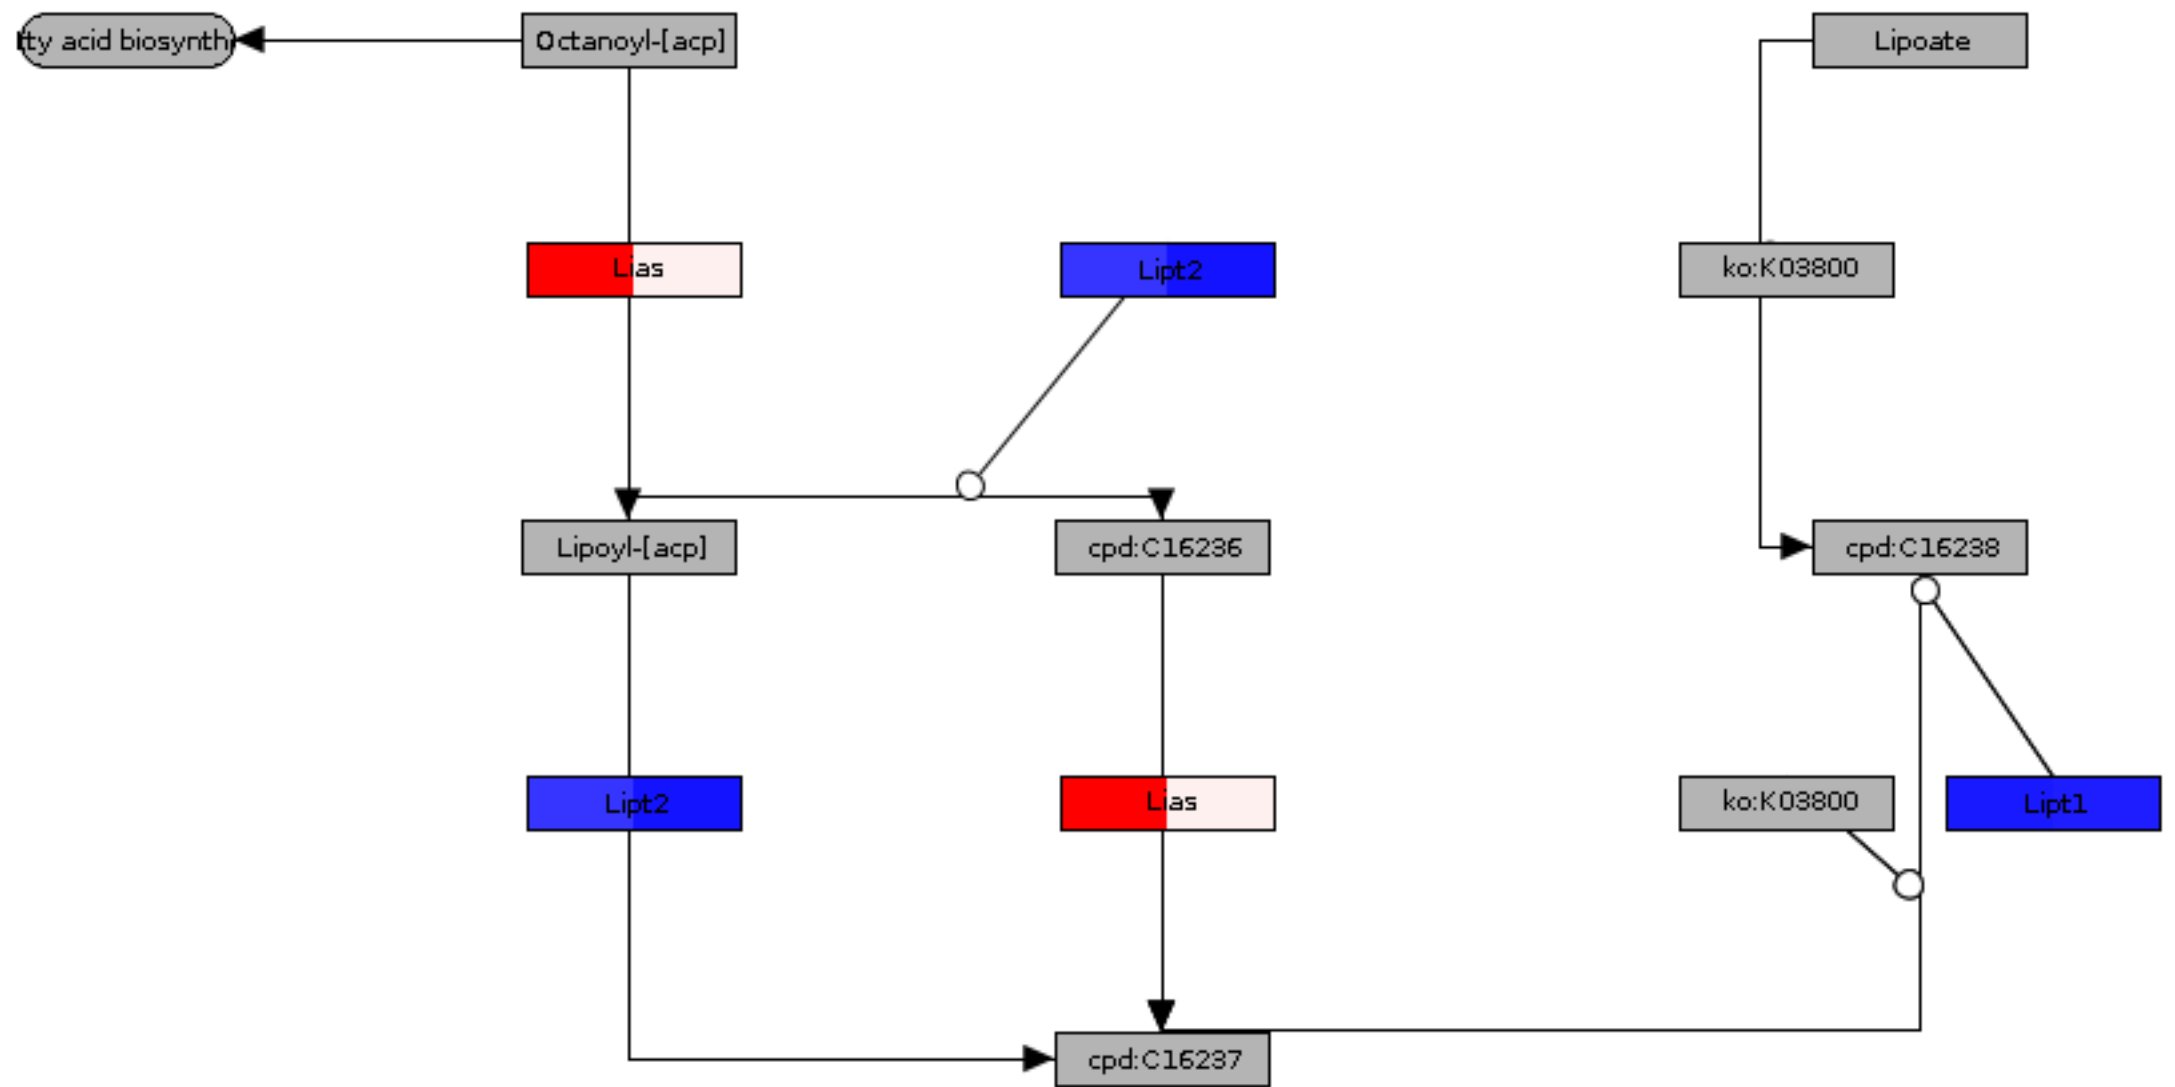 tty acid biosynth
Octanoyl-[acp]
Lipoate
Lias
Lipt2
ko:K03800
Lipoyl-[acp]
cpd:C16236
cpd:C16238
Lipt2
Lias
ko:K03800
Lipt1
cpd:C16237